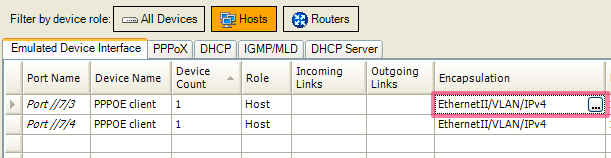 Filter by device role: All Devices Hosts Routers
Emulated Device Interface PPPoX DHCP IGMP/MLD DHCP Server
Port Name Device Name Device Count Role Incoming Links Outgoing Links Encapsulation
Port //7/3 PPPOE client 1 Host EthernetII/VLAN/IPv4 ...
Port //7/4 PPPOE client 1 Host EthernetII/VLAN/IPv4